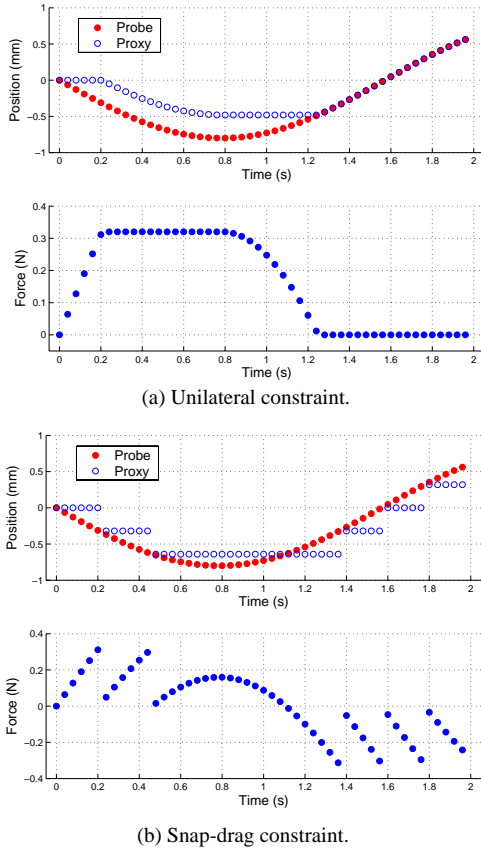 1
0.5
0
−0.5
−1
Position (mm)
Probe
Proxy
0 0.2 0.4 0.6 0.8 1 1.2 1.4 1.6 1.8 2
Time (s)
0.4
0.3
0.2
0.1
0
Force (N)
0 0.2 0.4 0.6 0.8 1 1.2 1.4 1.6 1.8 2
Time (s)
(a) Unilateral constraint.
1
0.5
0
−0.5
−1
Position (mm)
Probe
Proxy
0 0.2 0.4 0.6 0.8 1 1.2 1.4 1.6 1.8 2
Time (s)
0.4
0.2
0
−0.2
−0.4
Force (N)
0 0.2 0.4 0.6 0.8 1 1.2 1.4 1.6 1.8 2
Time (s)
(b) Snap-drag constraint.